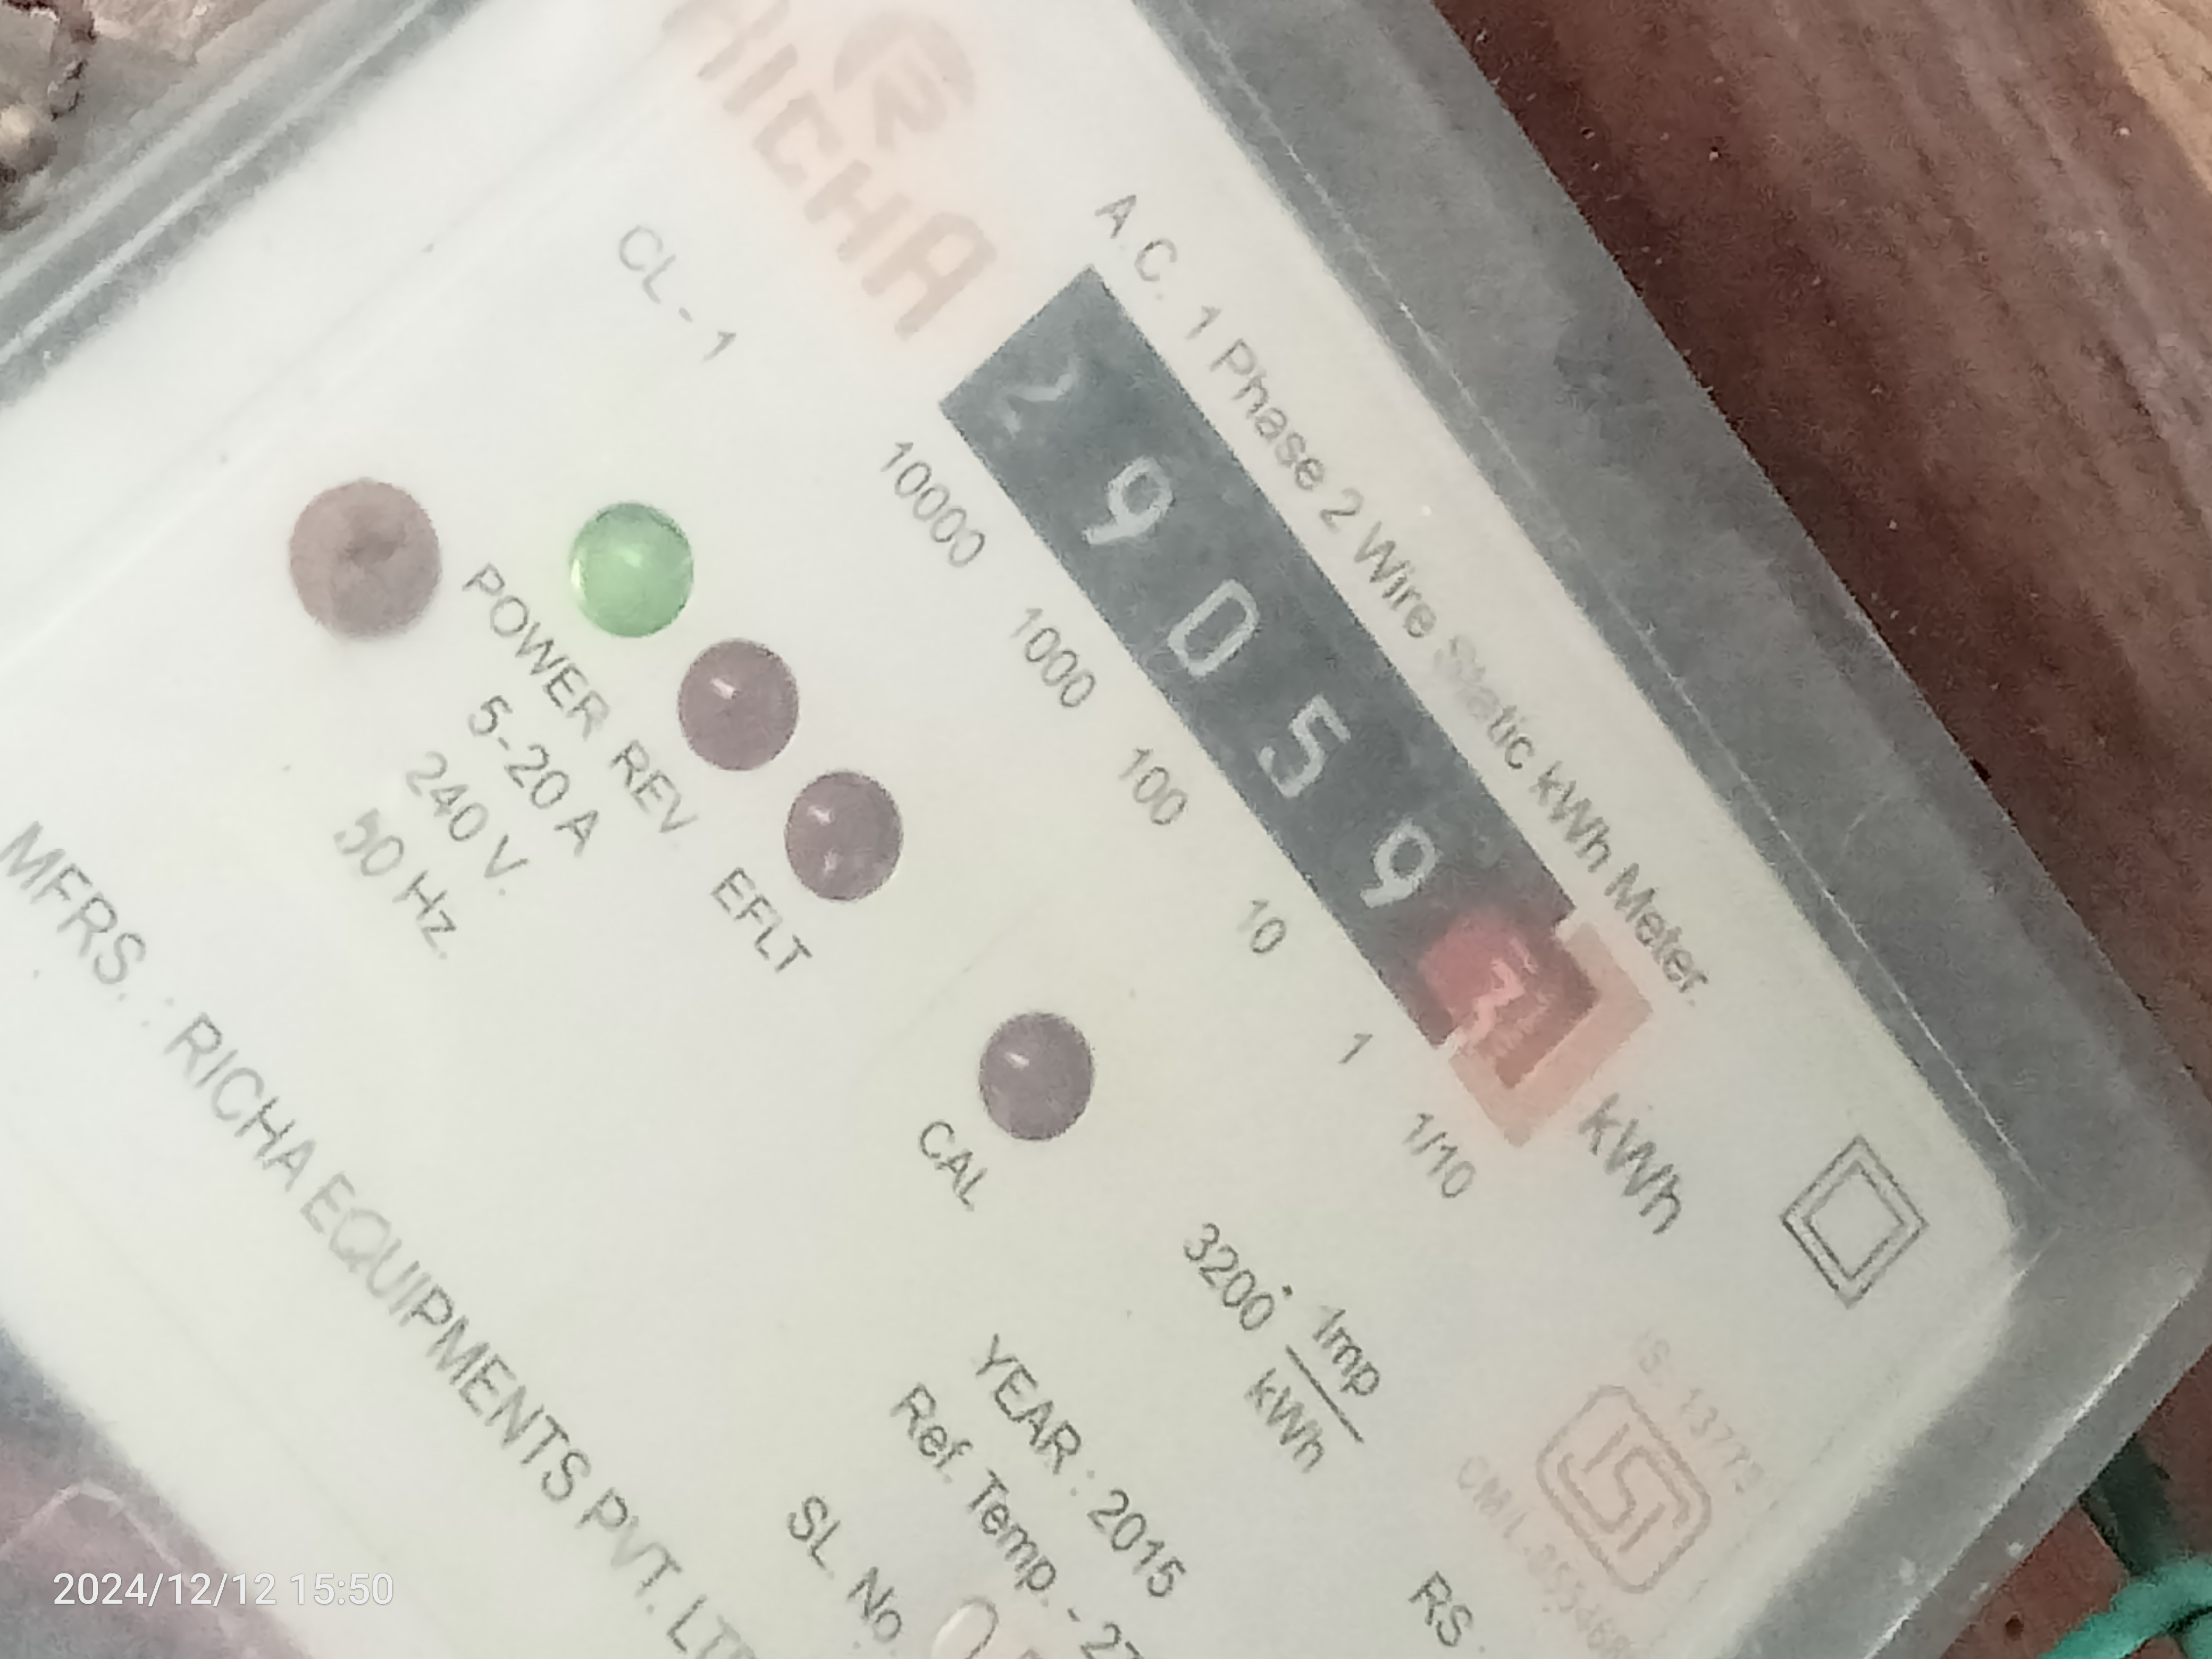 RICHA
A.C. 1 Phase 2 Wire Static kWh Meter.
CL - 1
2 9 0 5 9
10000 1000 100 10 1 1/10
kWh
POWER REV EFLT
CAL
5-20 A
240 V.
50 Hz.
3200 1mp/kWh
YEAR : 2015
Ref. Temp. - 27
SL. No.
RS.
MFRS. : RICHA EQUIPMENTS PVT. LTD
2024/12/12 15:50